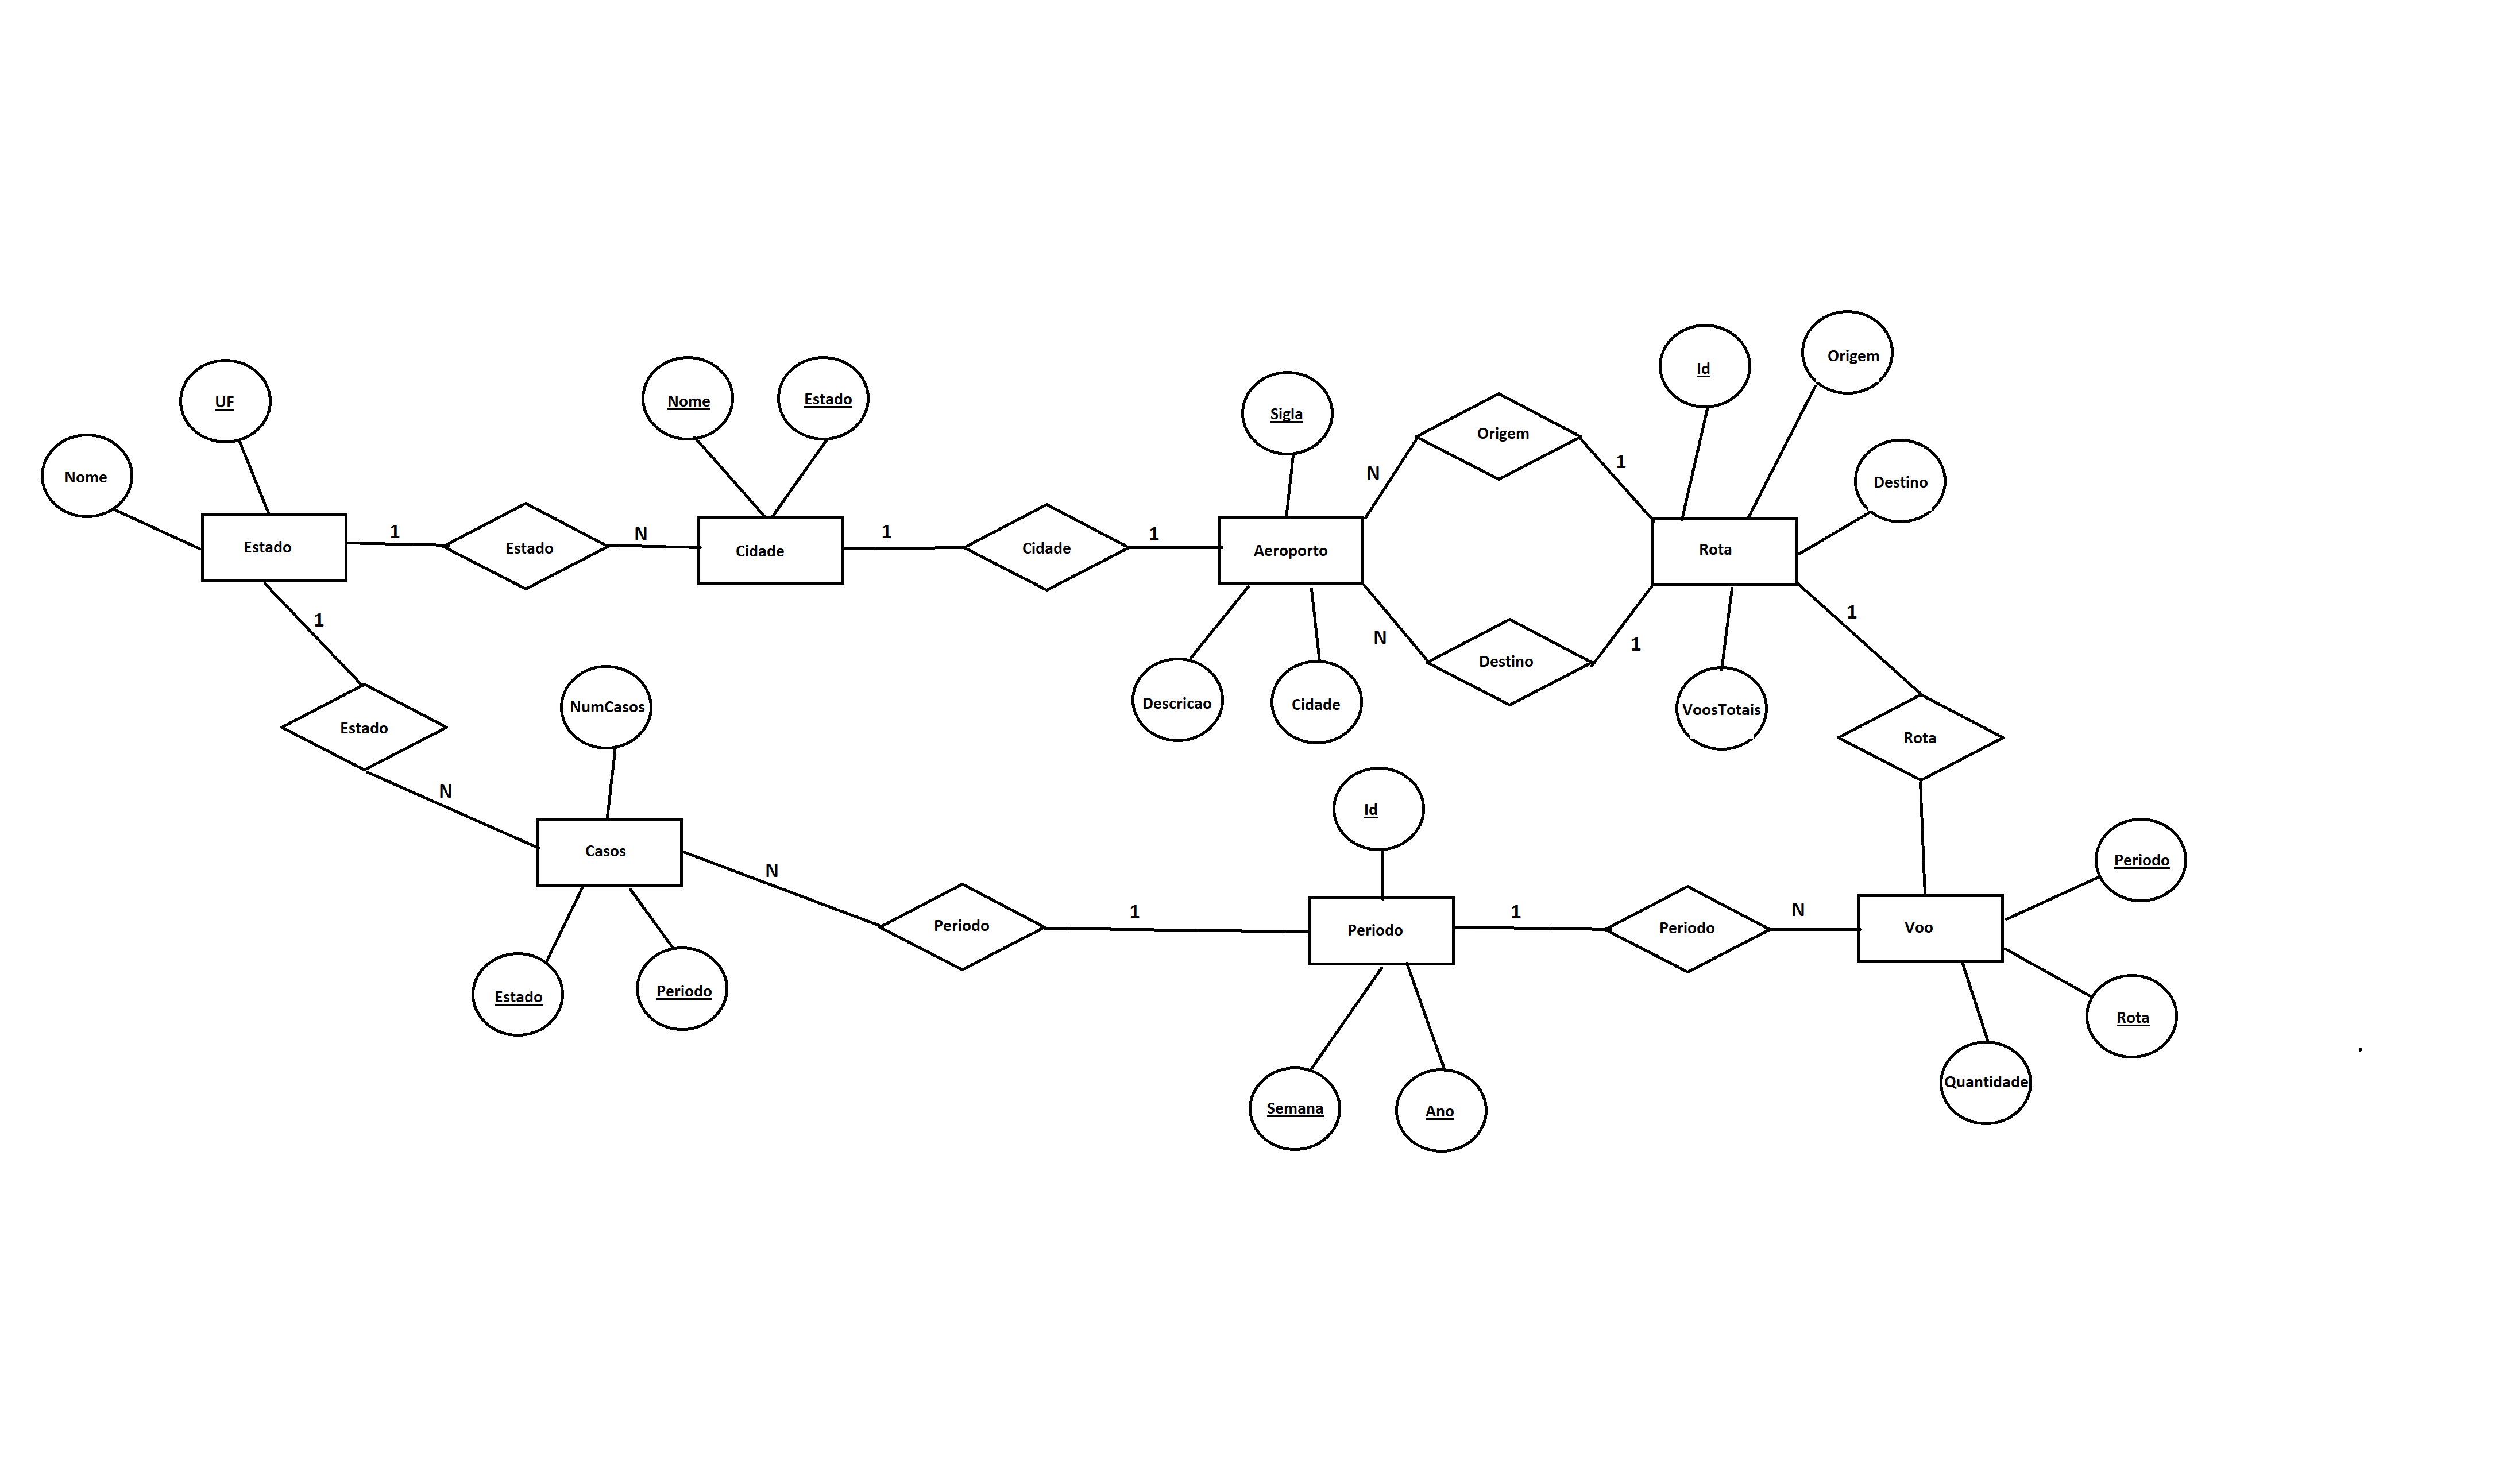 Id
Origem
UF
Nome
Estado
Sigla
Origem
1
N
Nome
Destino
Estado
1
Estado
N
Cidade
1
Cidade
1
Aeroporto
Rota
1
1
N
1
Destino
Descricao
Cidade
VoosTotais
NumCasos
Estado
Rota
N
Id
Casos
N
Periodo
Periodo
1
Periodo
1
Periodo
N
Voo
Estado
Periodo
Rota
Semana
Ano
Quantidade